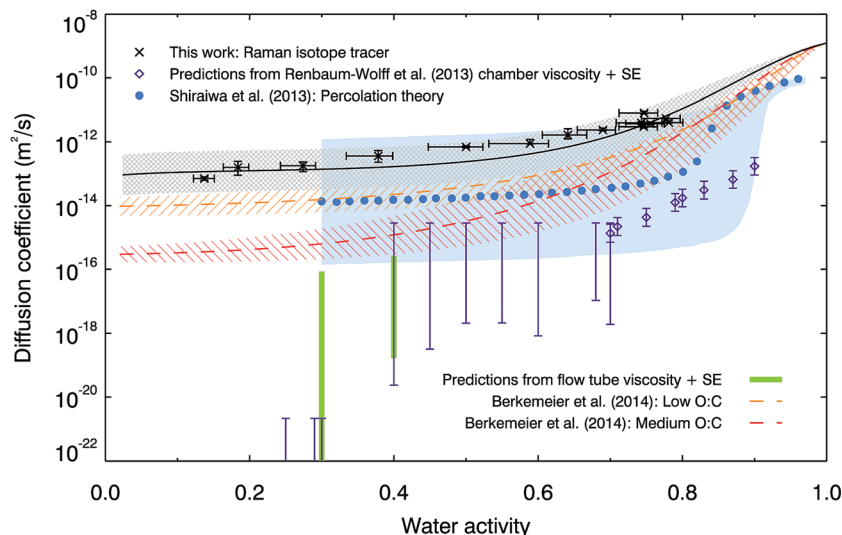 10⁻⁸
10⁻¹⁰
10⁻¹²
10⁻¹⁴
10⁻¹⁶
10⁻¹⁸
10⁻²⁰
10⁻²²
Diffusion coefficient (m²/s)
This work: Raman isotope tracer
Predictions from Renbaum-Wolff et al. (2013) chamber viscosity + SE
Shiraiwa et al. (2013): Percolation theory
Predictions from flow tube viscosity + SE
Berkemeier et al. (2014): Low O:C
Berkemeier et al. (2014): Medium O:C
0.0 0.2 0.4 0.6 0.8 1.0
Water activity